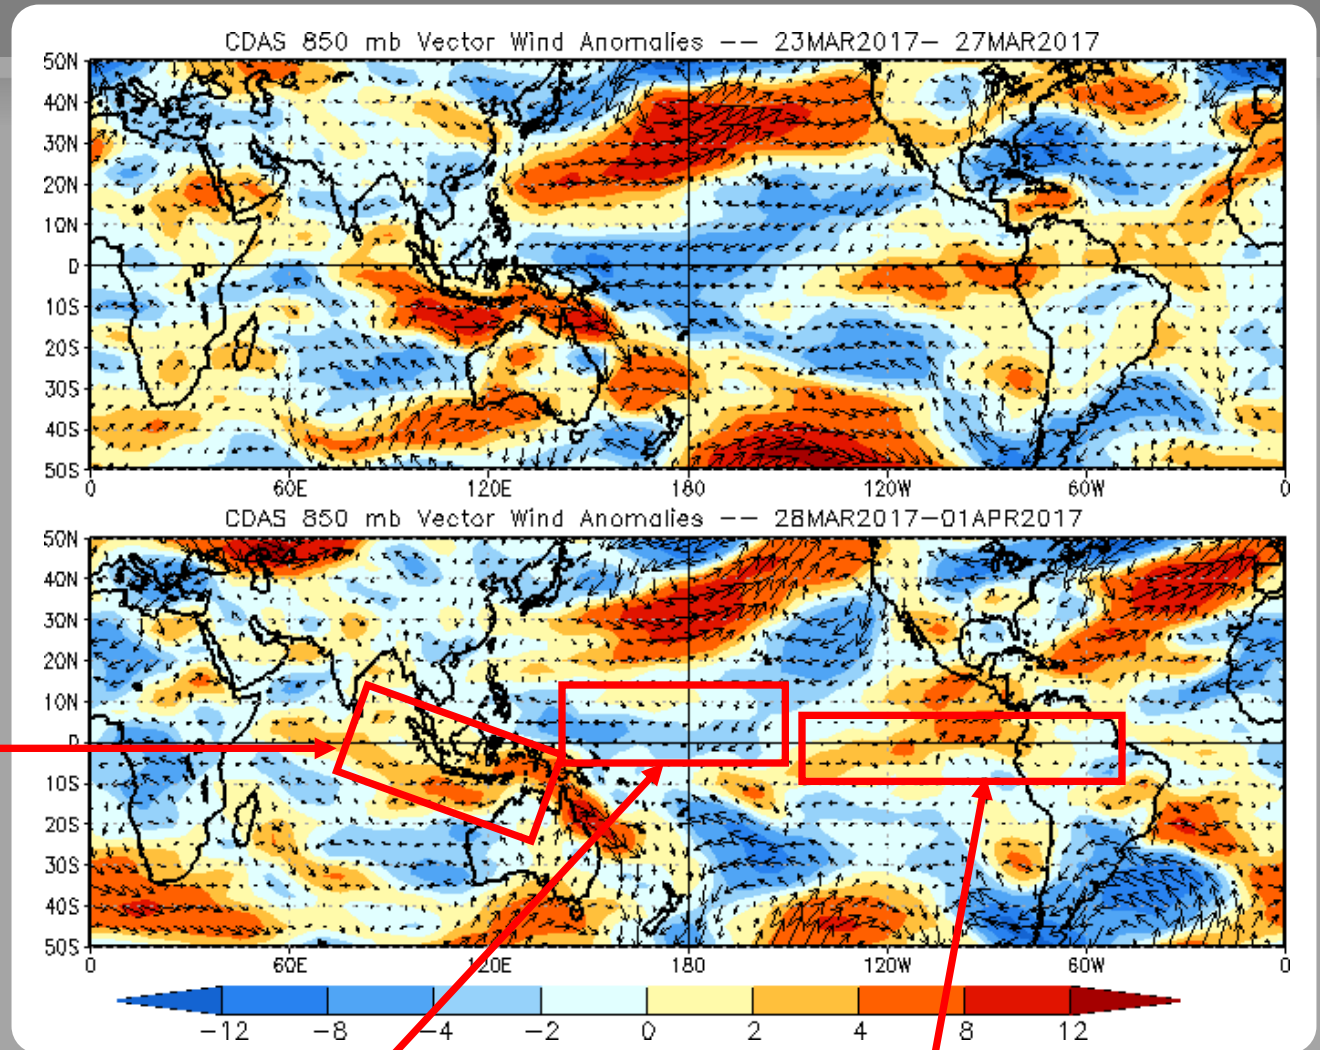 CDAS 850 mb Vector Wind Anomalies -- 23MAR2017- 27MAR2017
50N
40N
30N
20N
10N
0
10S
20S
30S
40S
50S
0 60E 120E 180 120W 60W 0
CDAS 850 mb Vector Wind Anomalies -- 28MAR2017-01APR2017
50N
40N
30N
20N
10N
0
10S
20S
30S
40S
50S
0 60E 120E 180 120W 60W 0
-12 -8 -4 -2 0 2 4 8 12